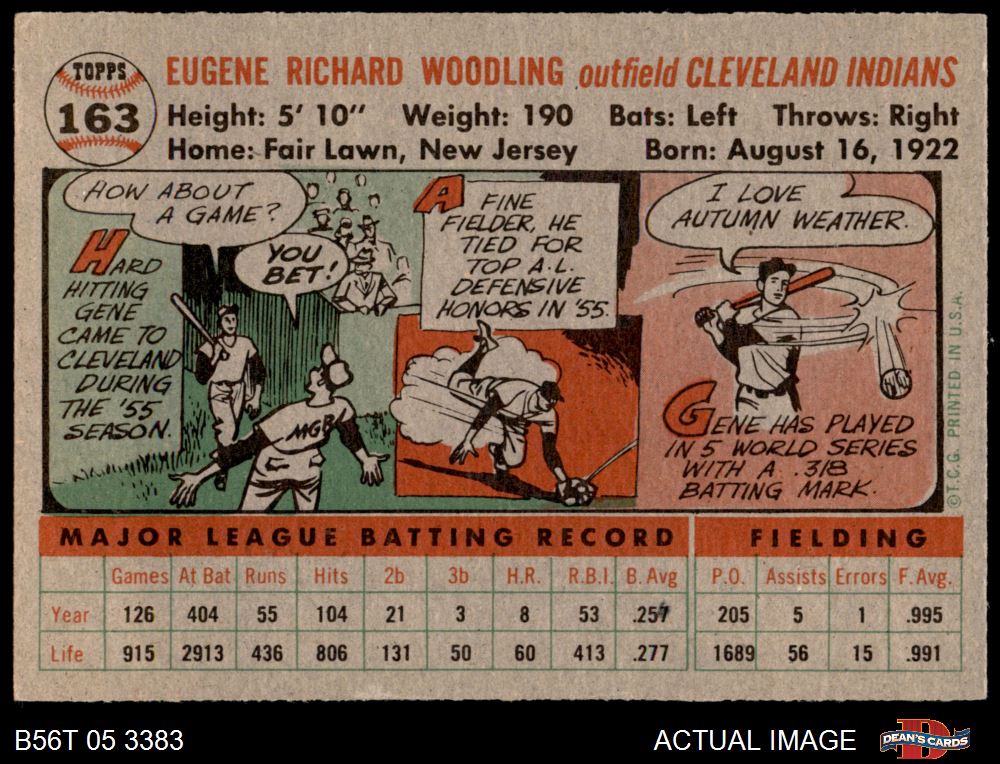 TOPPS
163
EUGENE RICHARD WOODLING outfield CLEVELAND INDIANS
Height: 5' 10" Weight: 190 Bats: Left Throws: Right
Home: Fair Lawn, New Jersey Born: August 16, 1922
HOW ABOUT
A GAME?
YOU
BET!
HARD
HITTING
GENE
CAME TO
CLEVELAND
DURING
THE '55
SEASON.
MGR
A FINE
FIELDER, HE
TIED FOR
TOP A.L.
DEFENSIVE
HONORS IN '55.
I LOVE
AUTUMN WEATHER.
GENE HAS PLAYED
IN 5 WORLD SERIES
WITH A .318
BATTING MARK.
©T.C.G. PRINTED IN U.S.A.
MAJOR LEAGUE BATTING RECORD FIELDING
Games At Bat Runs Hits 2b 3b H.R. R.B.I. B. Avg P.O. Assists Errors F. Avg.
Year 126 404 55 104 21 3 8 53 .257 205 5 1 .995
Life 915 2913 436 806 131 50 60 413 .277 1689 56 15 .991
B56T 05 3383 ACTUAL IMAGE
D
DEAN'S CARDS